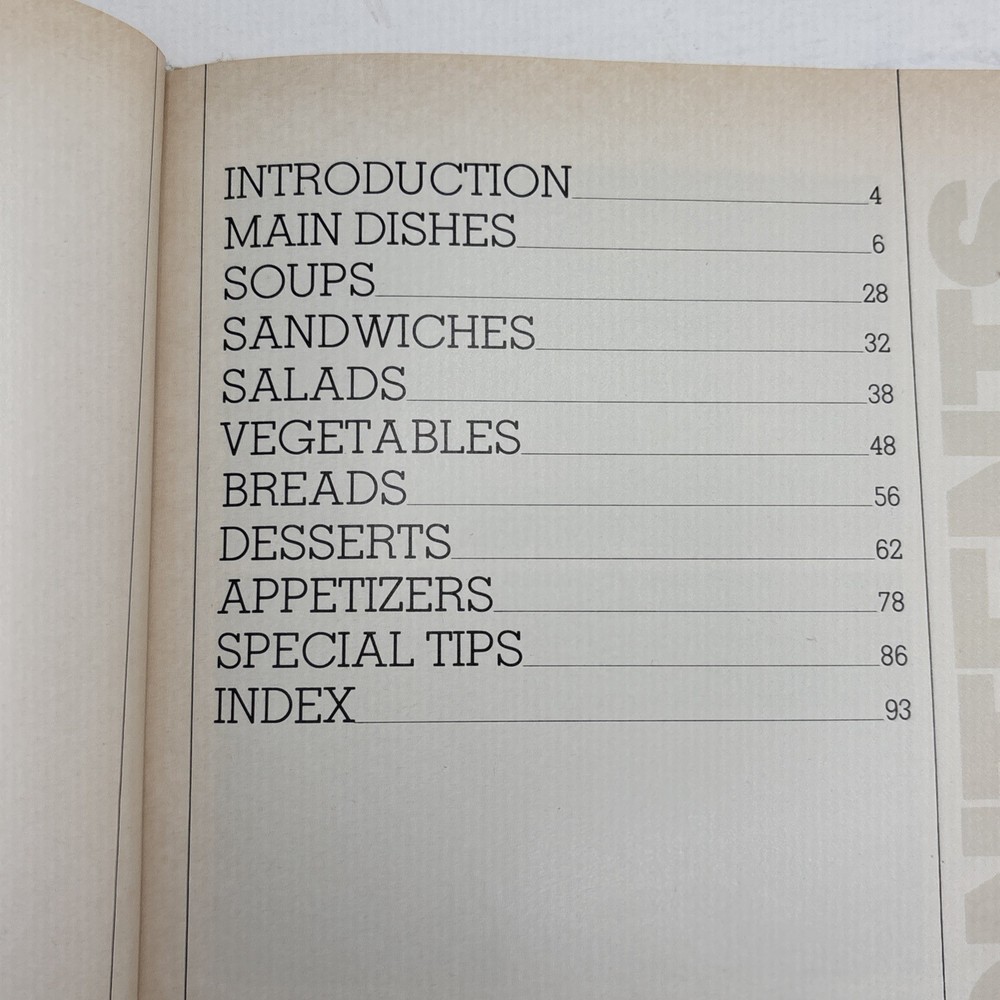 INTRODUCTION 4
MAIN DISHES 6
SOUPS 28
SANDWICHES 32
SALADS 38
VEGETABLES 48
BREADS 56
DESSERTS 62
APPETIZERS 78
SPECIAL TIPS 86
INDEX 93